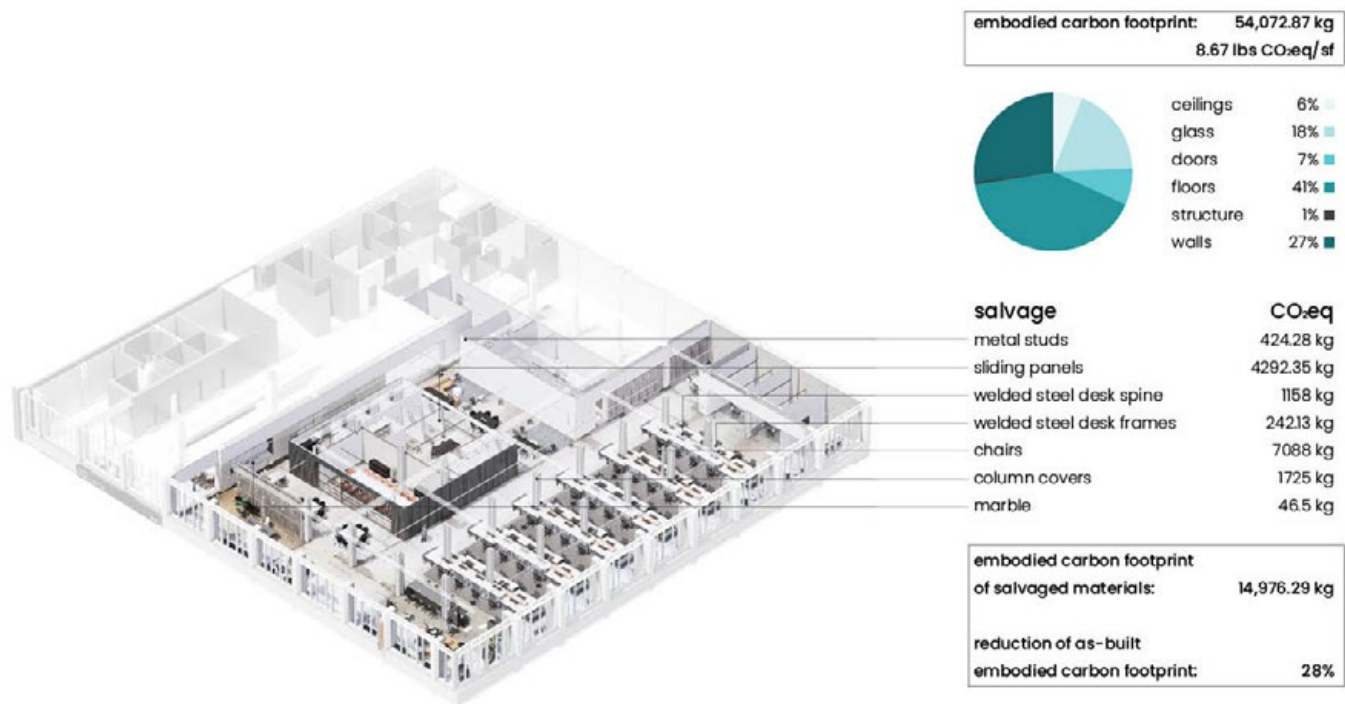 embodied carbon footprint: 54,072.87 kg
8.67 lbs CO₂eq/sf
ceilings 6%
glass 18%
doors 7%
floors 41%
structure 1%
walls 27%
salvage CO₂eq
metal studs 424.28 kg
sliding panels 4292.35 kg
welded steel desk spine 1158 kg
welded steel desk frames 242.13 kg
chairs 7088 kg
column covers 1725 kg
marble 46.5 kg
embodied carbon footprint
of salvaged materials: 14,976.29 kg
reduction of as-built
embodied carbon footprint: 28%